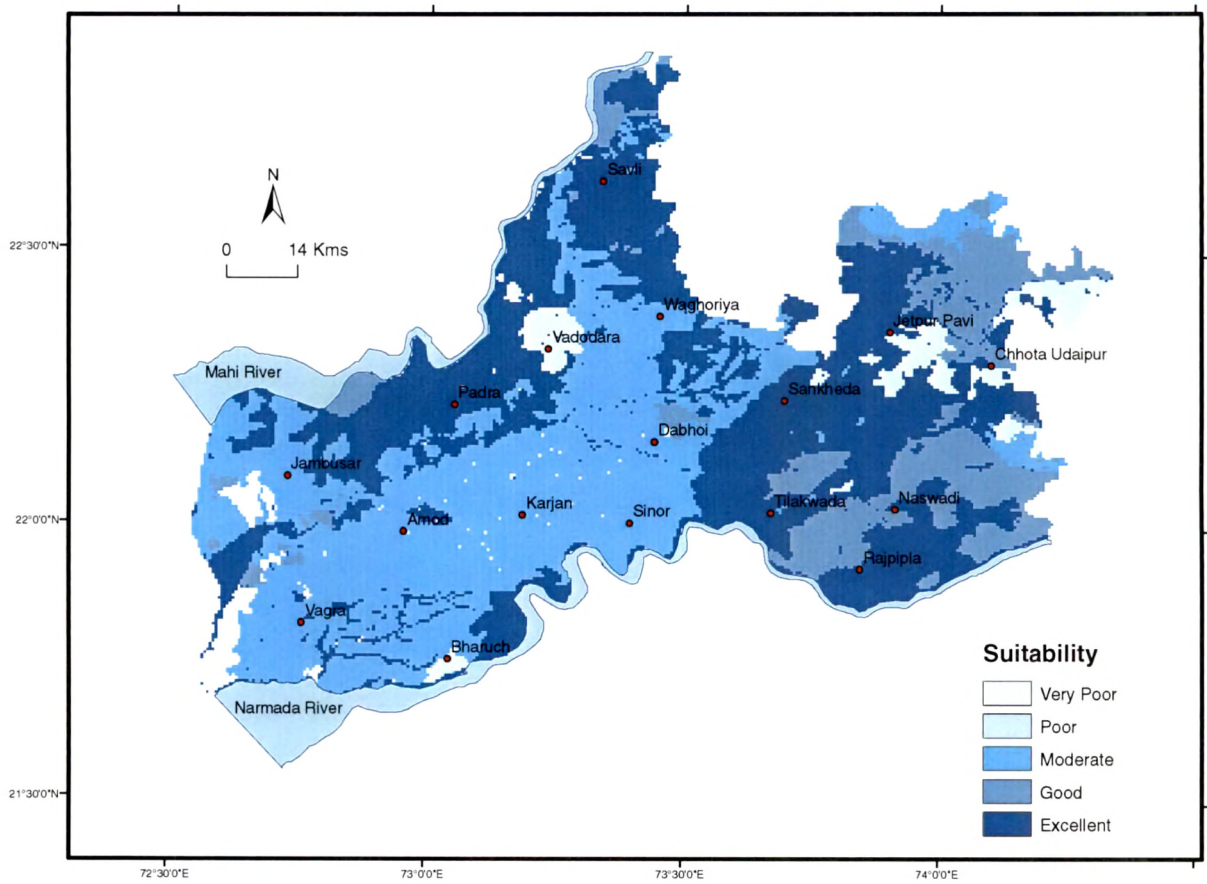 N
0 14 Kms
22°30'0"N
22°0'0"N
21°30'0"N
Savli
Waghoriya
Vadodara
Jetpur Pavi
Chhota Udaipur
Mahi River
Padra
Sankheda
Dabhoi
Jambusar
Karjan
Sinor
Tilakwada
Naswadi
Amod
Rajpipla
Vagra
Bharuch
Narmada River
Suitability
Very Poor
Poor
Moderate
Good
Excellent
72°30'0"E
73°0'0"E
73°30'0"E
74°0'0"E